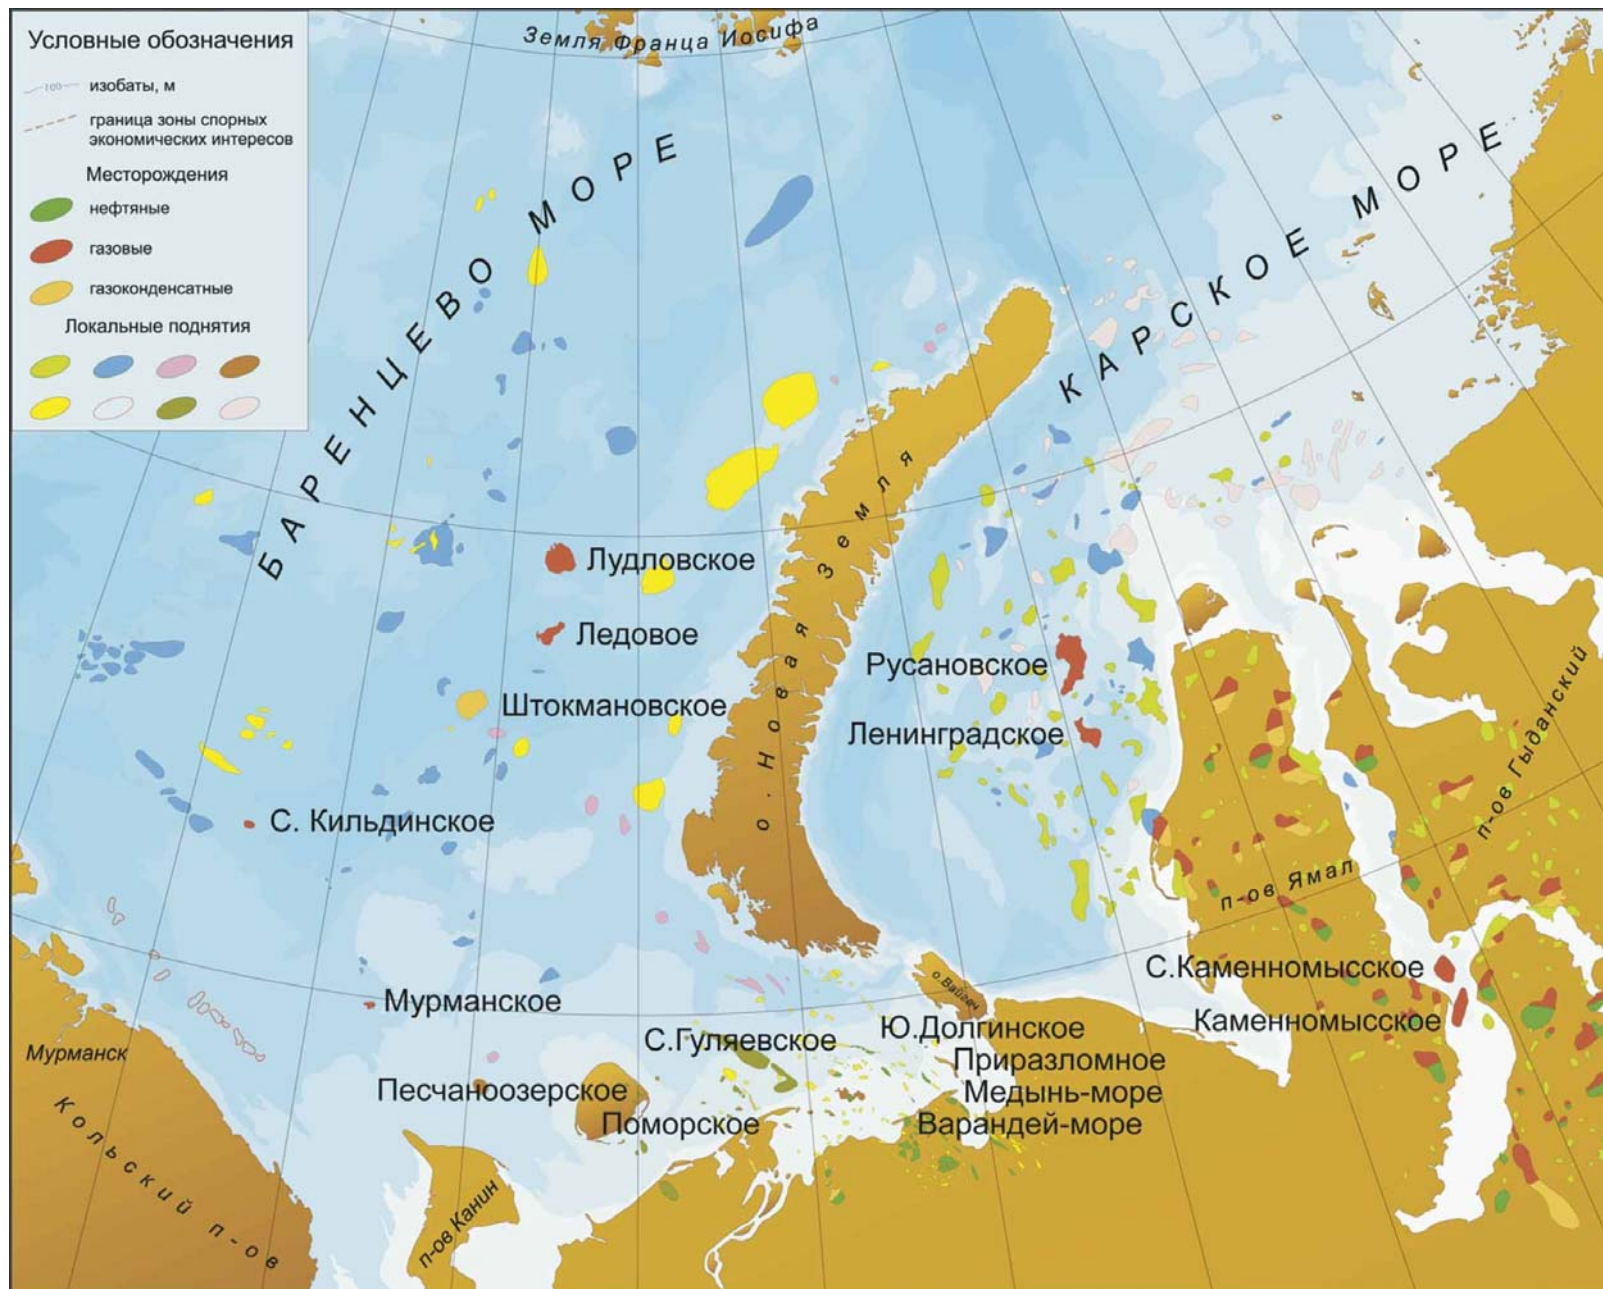 Условные обозначения
100
изобаты, м
граница зоны спорных
экономических интересов
Месторождения
нефтяные
газовые
газоконденсатные
Локальные поднятия
Земля Франца Иосифа
БАРЕНЦЕВО МОРЕ
КАРСКОЕ МОРЕ
о. Новая Земля
Лудловское
Ледовое
Русановское
Штокмановское
Ленинградское
п-ов Гыданский
С. Кильдинское
п-ов Ямал
С.Каменномысское
о.Вайгач
Мурманское
Каменномысское
Ю.Долгинское
С.Гуляевское
Мурманск
Приразломное
Песчаноозерское
Медынь-море
Поморское
Варандей-море
Кольский п-ов
п-ов Канин